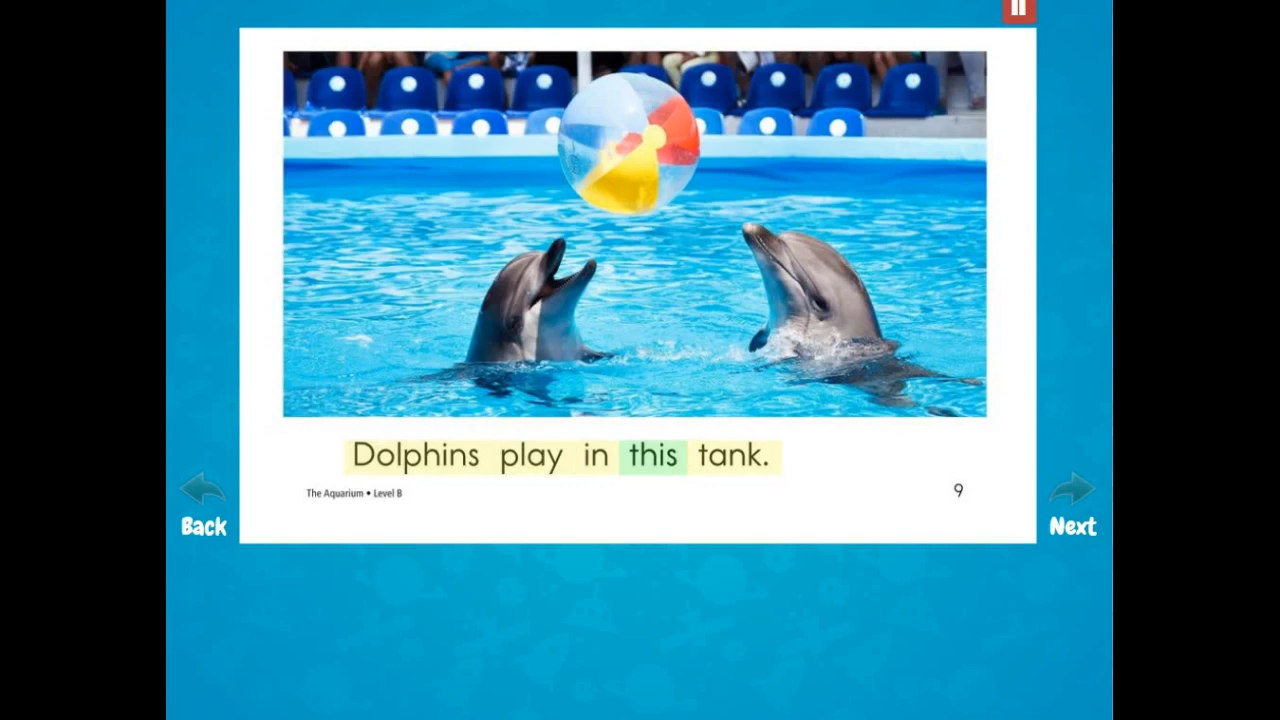 Dolphins play in this tank.
The Aquarium • Level B
9
Back
Next